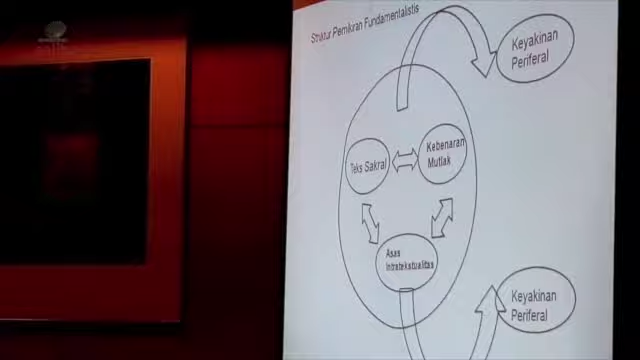 Struktur Pemikiran Fundamentalistis
Keyakinan
Periferal
Teks Sakral
Kebenaran
Mutlak
Asas
Intratekstualitas
Keyakinan
Periferal